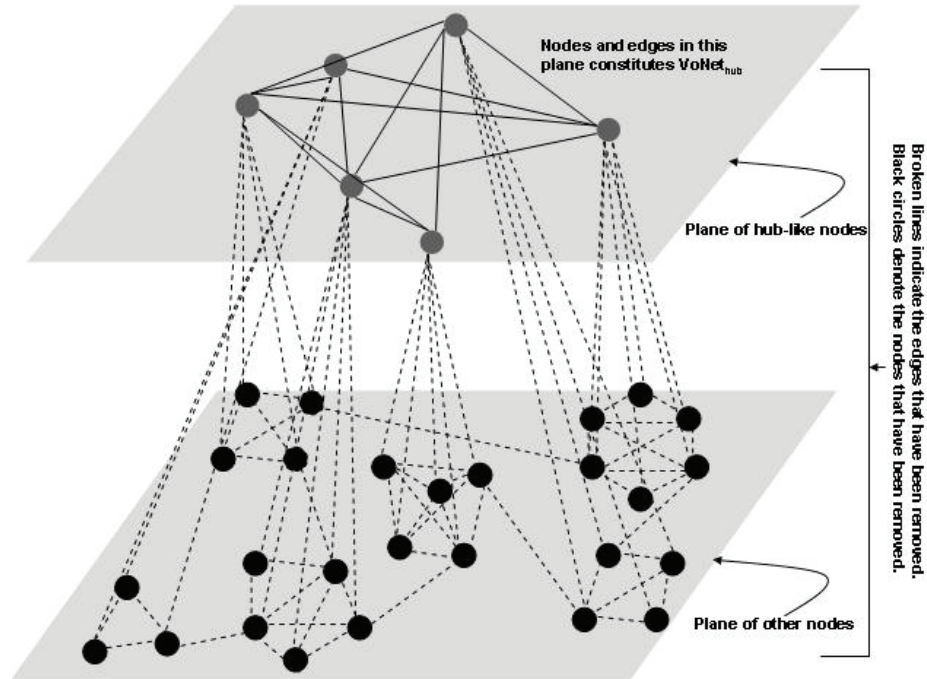 Nodes and edges in this
plane constitutes VoNethub
Plane of hub-like nodes
Broken lines indicate the edges that have been removed.
Black circles denote the nodes that have been removed.
Plane of other nodes